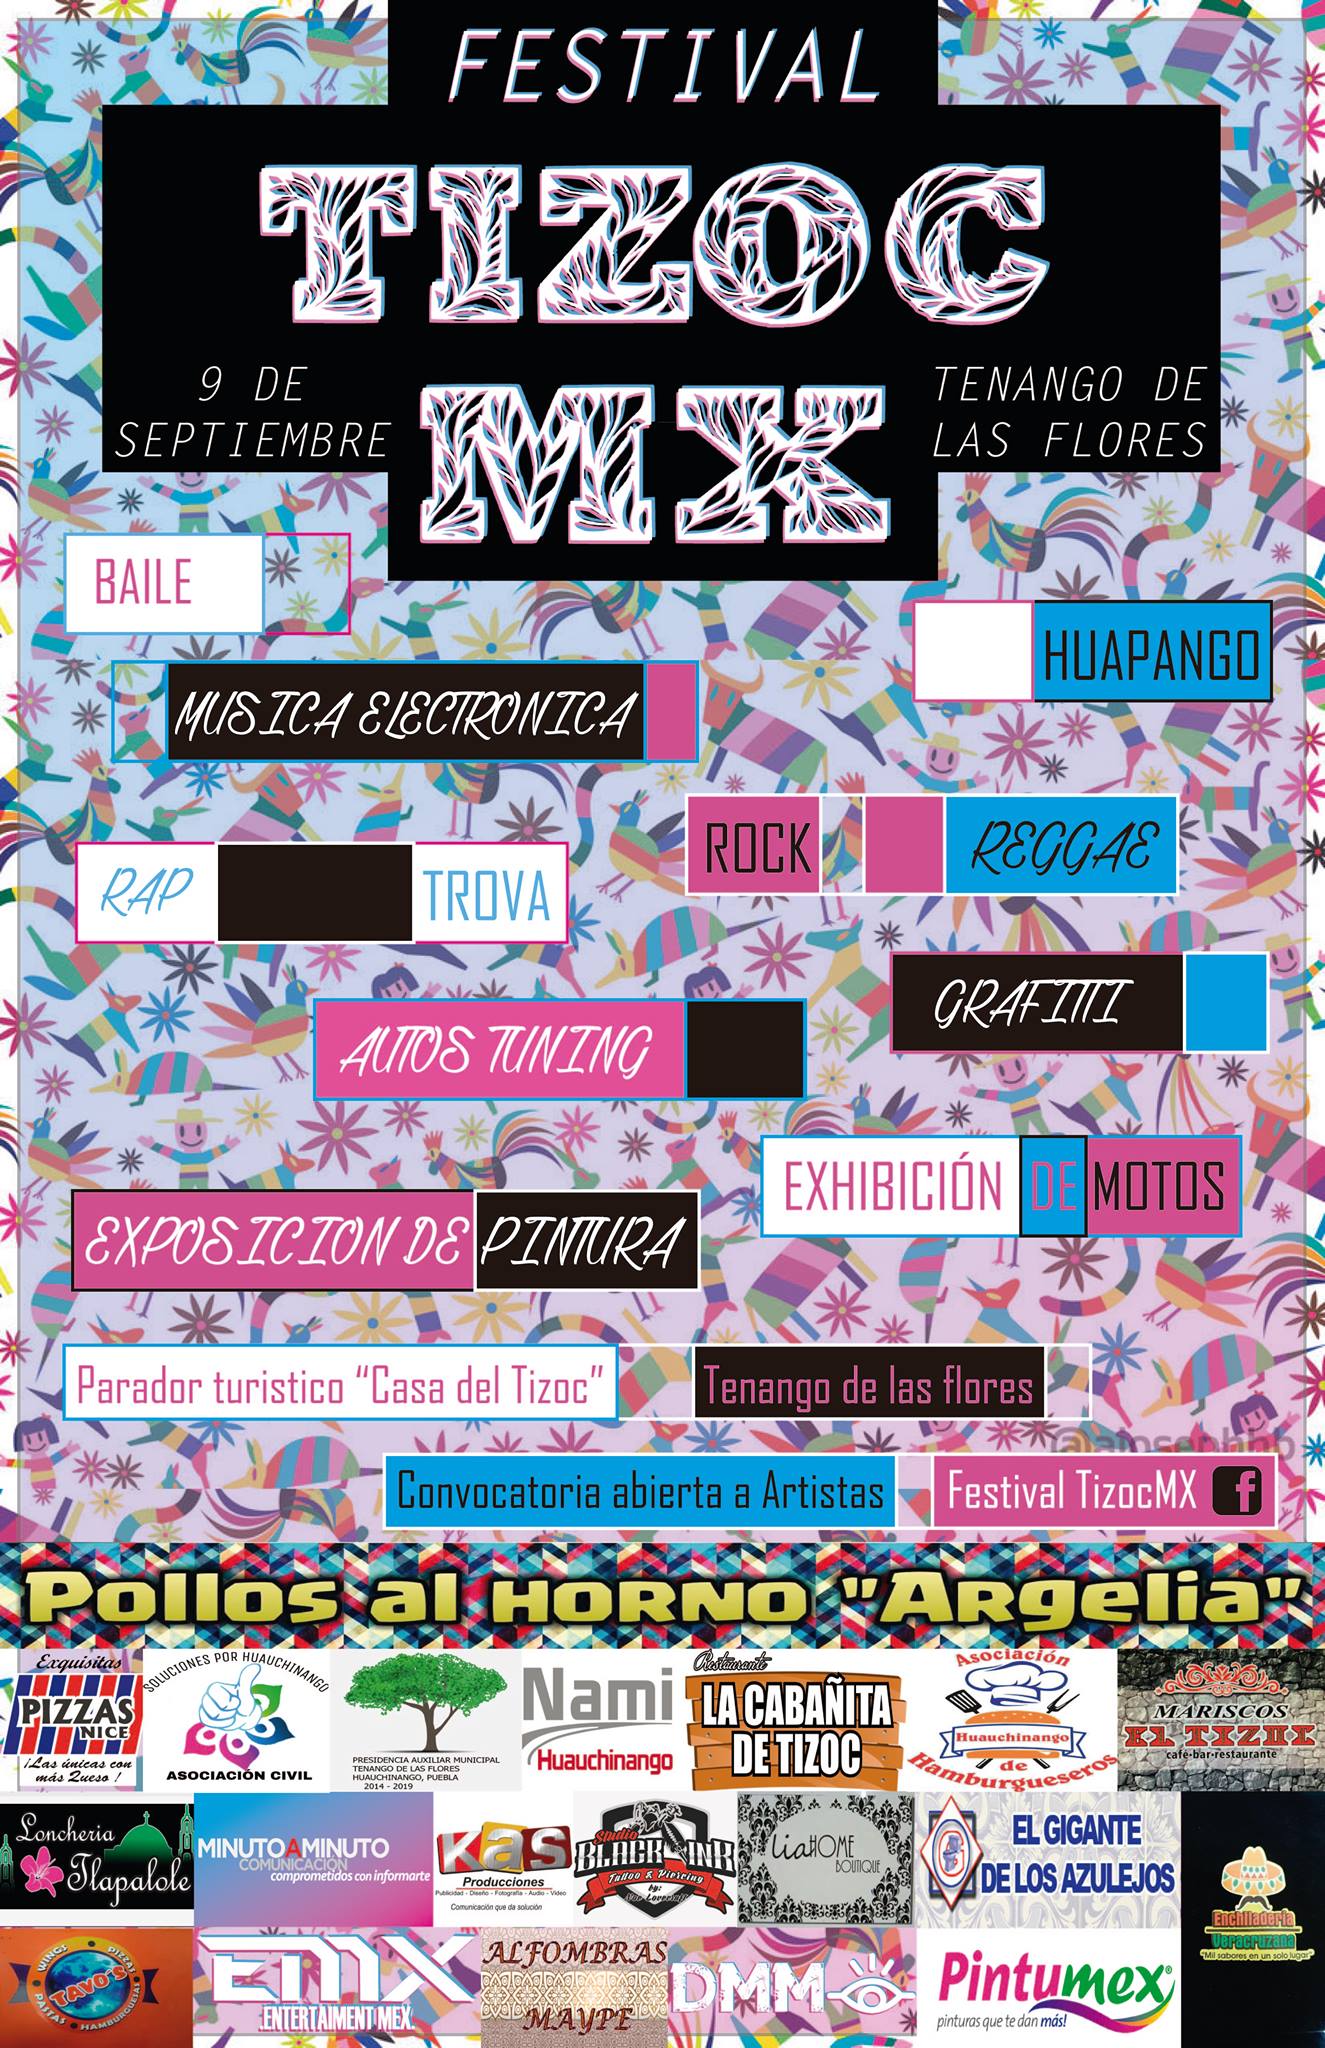 FESTIVAL
TIZOC
MX
9 DE
SEPTIEMBRE
TENANGO DE
LAS FLORES
BAILE
HUAPANGO
MUSICA ELECTRONICA
ROCK
REGGAE
RAP
TROVA
GRAFITTI
AUTOS TUNING
EXHIBICIÓN DE MOTOS
EXPOSICION DE PINTURA
Parador turistico “Casa del Tizoc”
Tenango de las flores
@ajosephhb
Convocatoria abierta a Artistas
Festival TizocMX f
Pollos al HORNO "Argelia"
Exquisitas
PIZZAS
NICE
¡Las únicas con
más Queso !
SOLUCIONES POR HUAUCHINANGO
ASOCIACIÓN CIVIL
PRESIDENCIA AUXILIAR MUNICIPAL
TENANGO DE LAS FLORES
HUAUCHINANGO, PUEBLA
2014 - 2019
Nami
Huauchinango
Restaurante
LA CABAÑITA
DE TIZOC
Asociación
Huauchinango
de
Hamburgueseros
MARISCOS
EL TIZOC
café-bar-restaurante
Loncheria
Tlapalole
MINUTOAMINUTO
COMUNICACIÓN
comprometidos con informarte
Kas
Producciones
Publicidad - Diseño - Fotografía - Audio - Video
Comunicación que da solución
Studio
BLACK INK
Tattoo & Piercing
by:
liaHOME
BOUTIQUE
EL GIGANTE
DE LOS AZULEJOS
Enchiladeria
Veracruzana
"Mil sabores en un solo lugar"
WINGS PIZZAS
TAVO'S
PASTAS HAMBURGUESAS
EMX
.ENTERTAIMENT MEX.
ALFOMBRAS
MAYPE
DMM
Pintumex®
pinturas que te dan más!